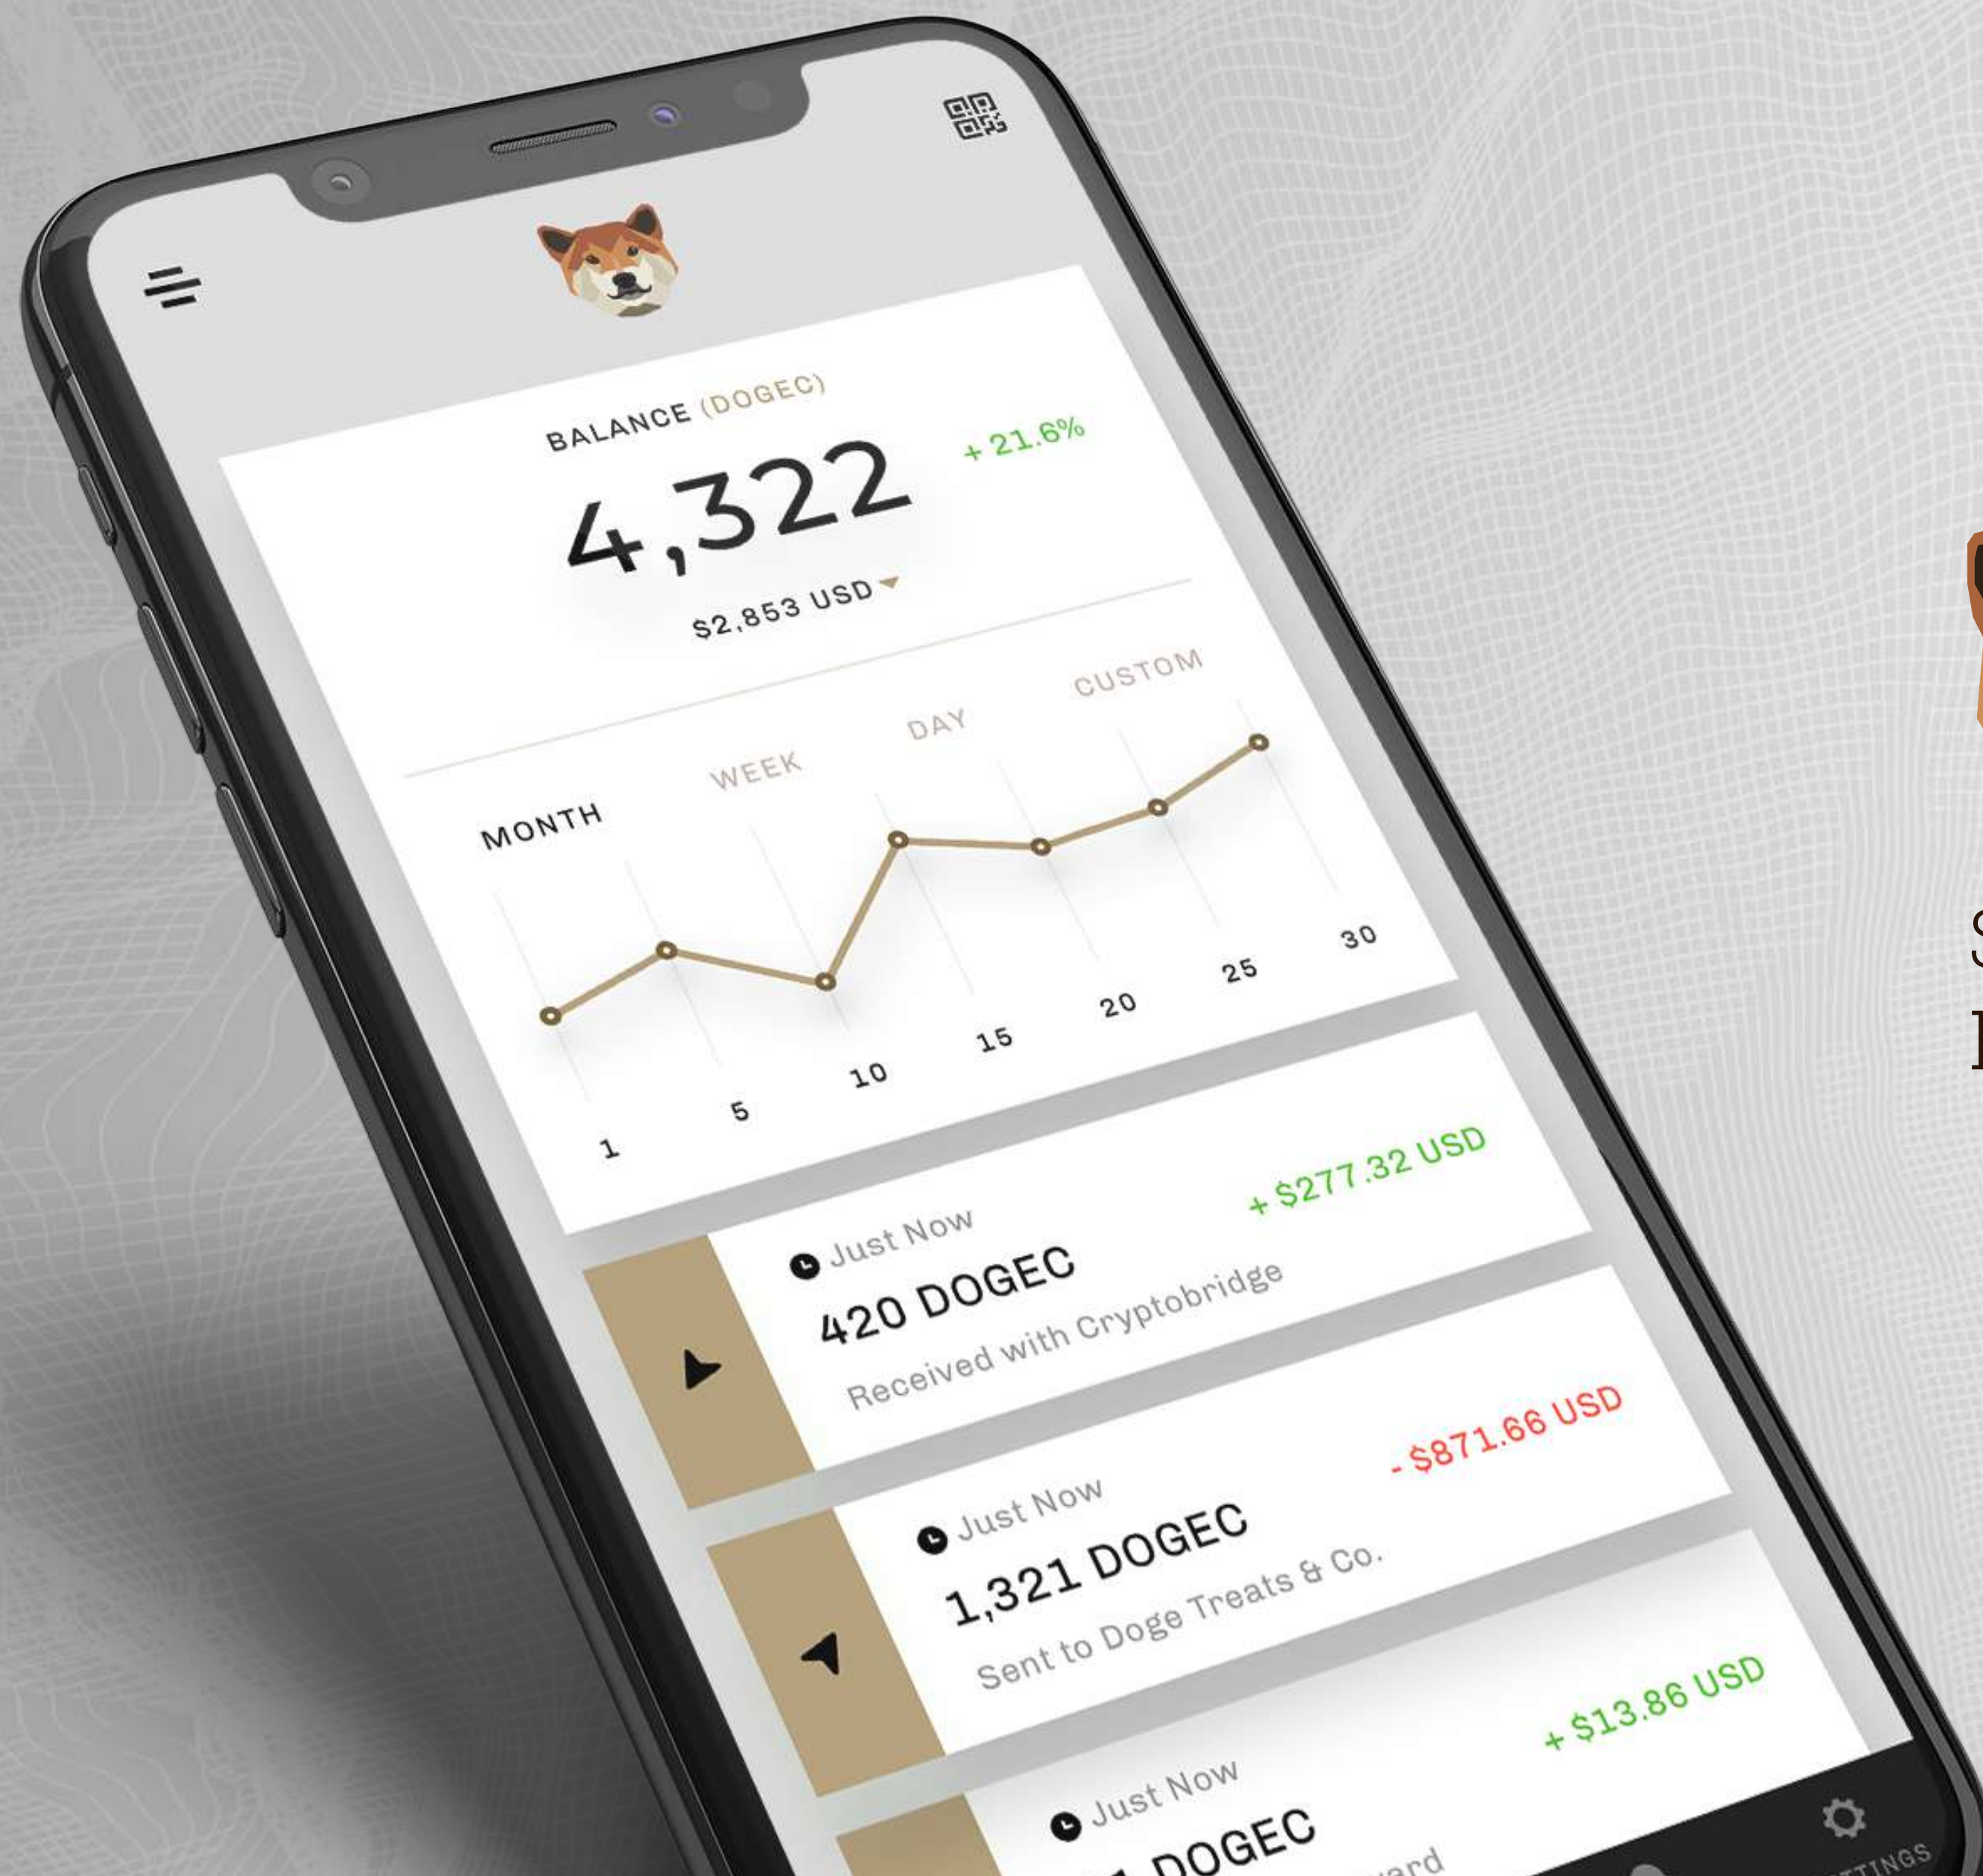 BALANCE (DOGEC)
4,322
+ 21.6%
$2,853 USD
MONTH WEEK DAY CUSTOM
1 5 10 15 20 25 30
Just Now
420 DOGEC
+ $277.32 USD
Received with Cryptobridge
Just Now
1,321 DOGEC
- $871.66 USD
Sent to Doge Treats & Co.
Just Now
DOGEC
+ $13.86 USD